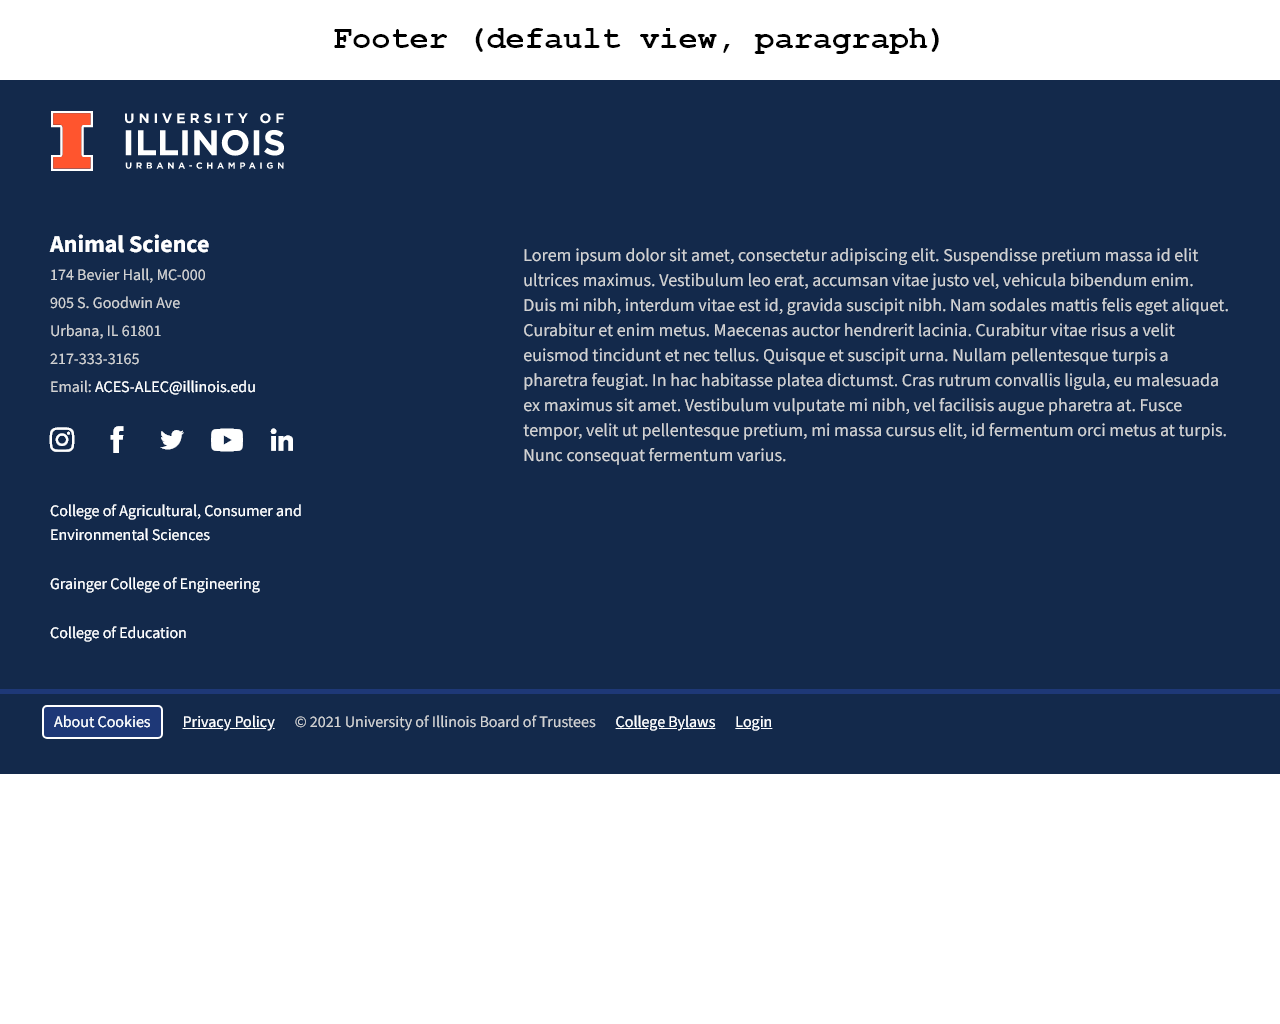 Footer (default view, paragraph)
UNIVERSITY OF
ILLINOIS
URBANA-CHAMPAIGN
Animal Science
174 Bevier Hall, MC-000
905 S. Goodwin Ave
Urbana, IL 61801
217-333-3165
Email: ACES-ALEC@illinois.edu
College of Agricultural, Consumer and
Environmental Sciences
Grainger College of Engineering
College of Education
Lorem ipsum dolor sit amet, consectetur adipiscing elit. Suspendisse pretium massa id elit
ultrices maximus. Vestibulum leo erat, accumsan vitae justo vel, vehicula bibendum enim.
Duis mi nibh, interdum vitae est id, gravida suscipit nibh. Nam sodales mattis felis eget aliquet.
Curabitur et enim metus. Maecenas auctor hendrerit lacinia. Curabitur vitae risus a velit
euismod tincidunt et nec tellus. Quisque et suscipit urna. Nullam pellentesque turpis a
pharetra feugiat. In hac habitasse platea dictumst. Cras rutrum convallis ligula, eu malesuada
ex maximus sit amet. Vestibulum vulputate mi nibh, vel facilisis augue pharetra at. Fusce
tempor, velit ut pellentesque pretium, mi massa cursus elit, id fermentum orci metus at turpis.
Nunc consequat fermentum varius.
About Cookies Privacy Policy © 2021 University of Illinois Board of Trustees College Bylaws Login